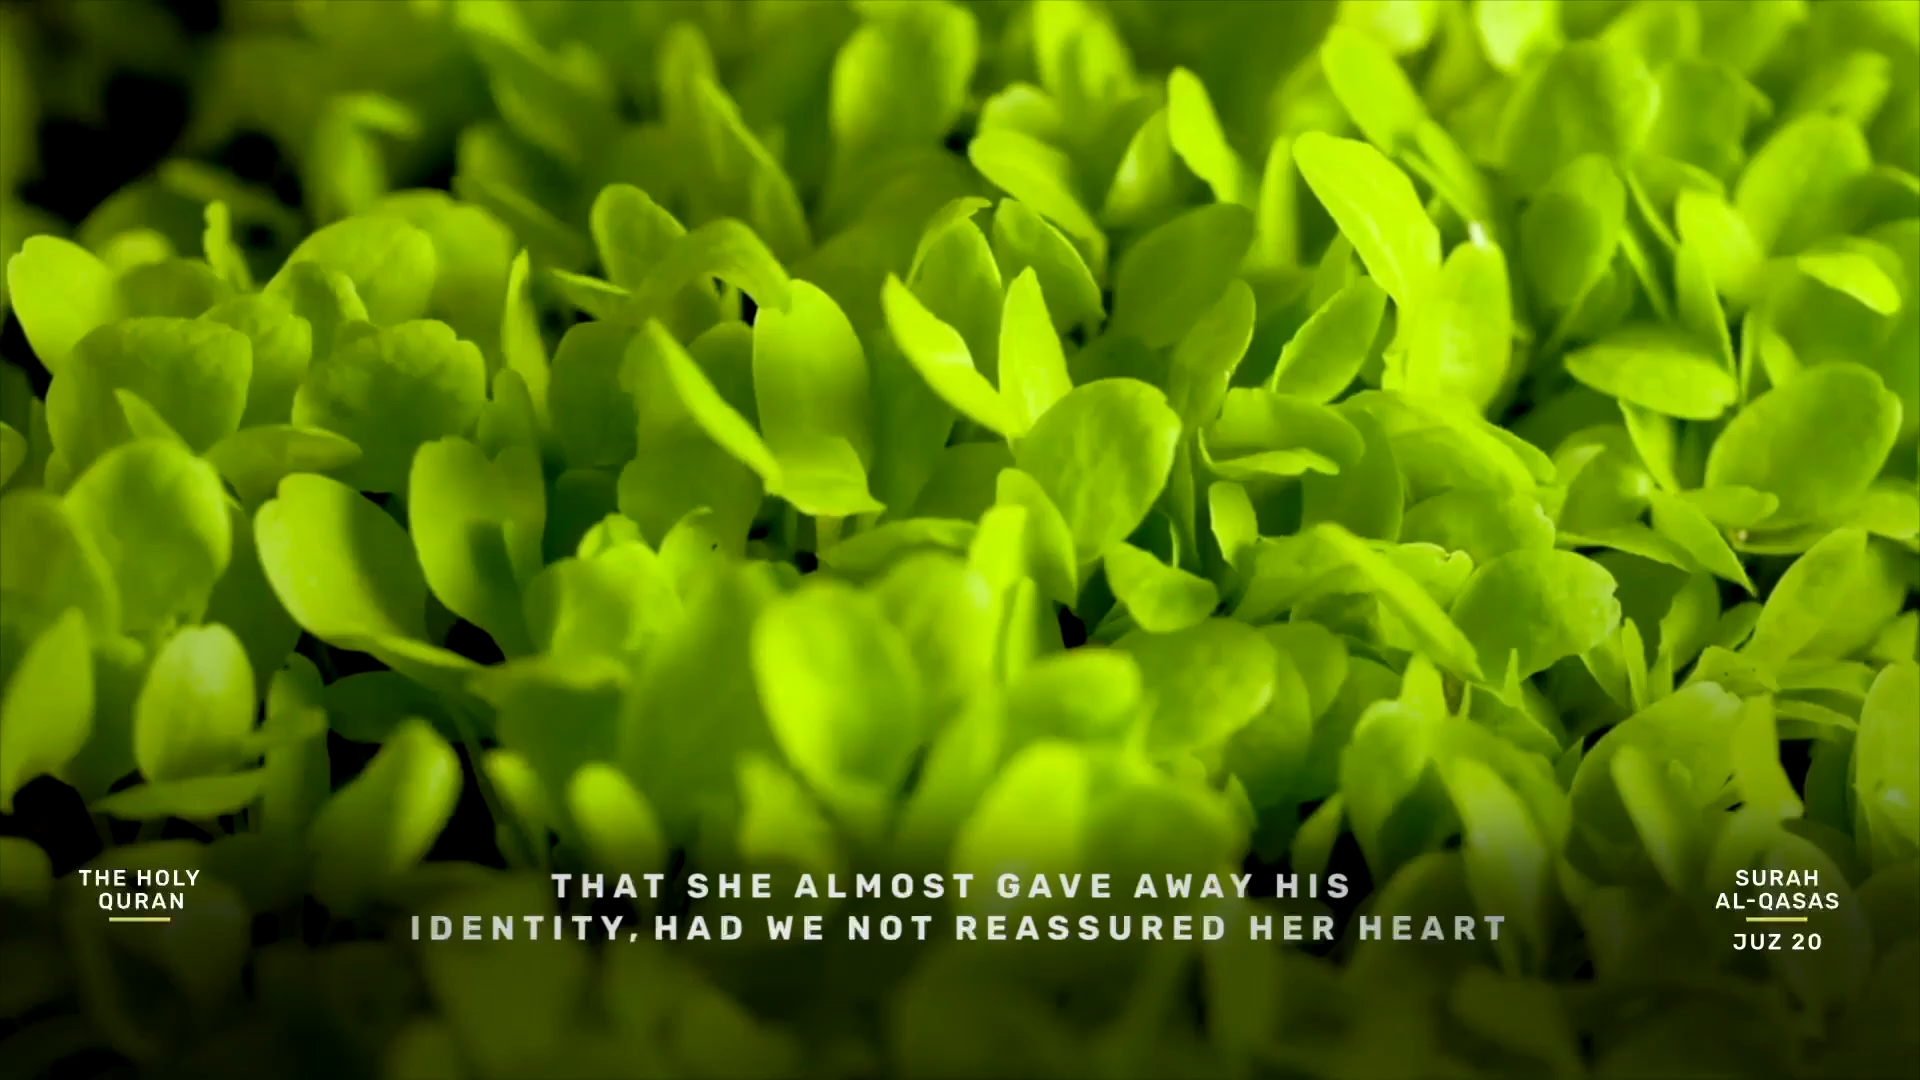 THE HOLY
QURAN
THAT SHE ALMOST GAVE AWAY HIS
IDENTITY, HAD WE NOT REASSURED HER HEART
SURAH
AL-QASAS
JUZ 20